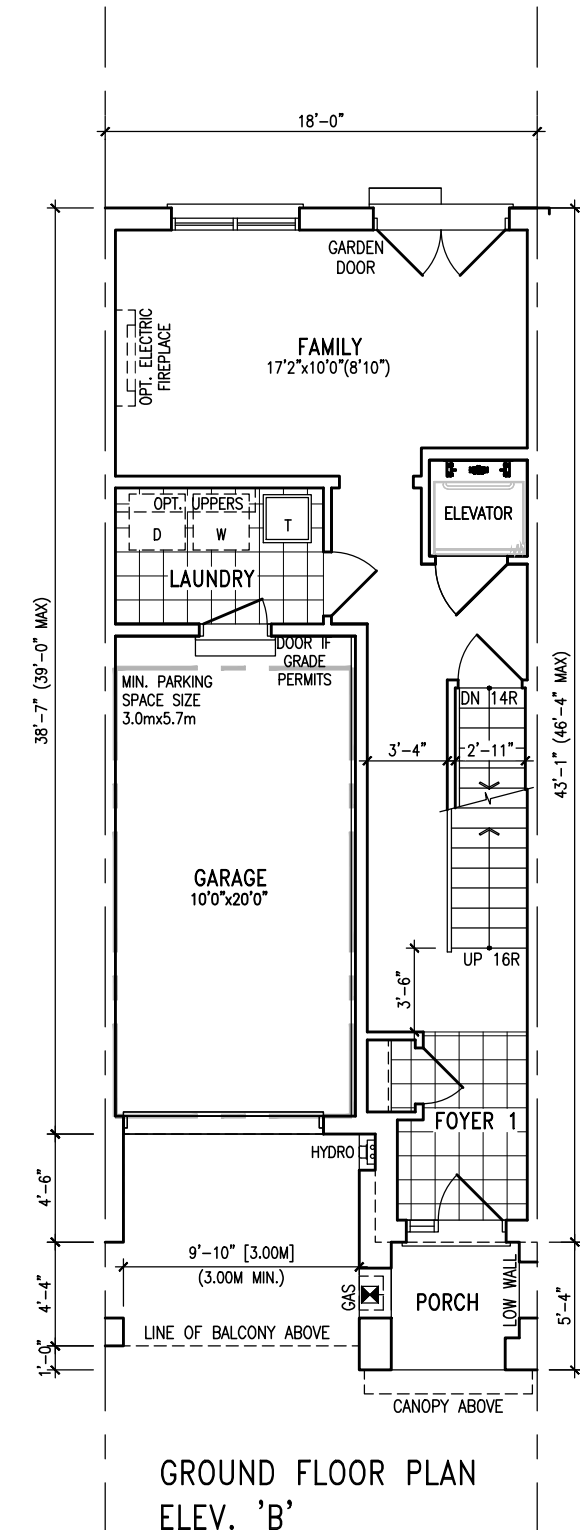 18'-0"
GARDEN
DOOR
OPT. ELECTRIC
FIREPLACE
FAMILY
17'2"x10'0"(8'10")
ELEVATOR
OPT. UPPERS
D
W
T
LAUNDRY
DOOR IF
GRADE
PERMITS
MIN. PARKING
SPACE SIZE
3.0mx5.7m
38'-7" (39'-0" MAX)
43'-1" (46'-4" MAX)
DN 14R
3'-4"
2'-11"
GARAGE
10'0"x20'0"
UP 16R
3'-6"
FOYER 1
HYDRO
4'-6"
9'-10" [3.00M]
(3.00M MIN.)
GAS
PORCH
LOW WALL
4'-4"
5'-4"
LINE OF BALCONY ABOVE
1'-0"
CANOPY ABOVE
GROUND FLOOR PLAN
ELEV. 'B'